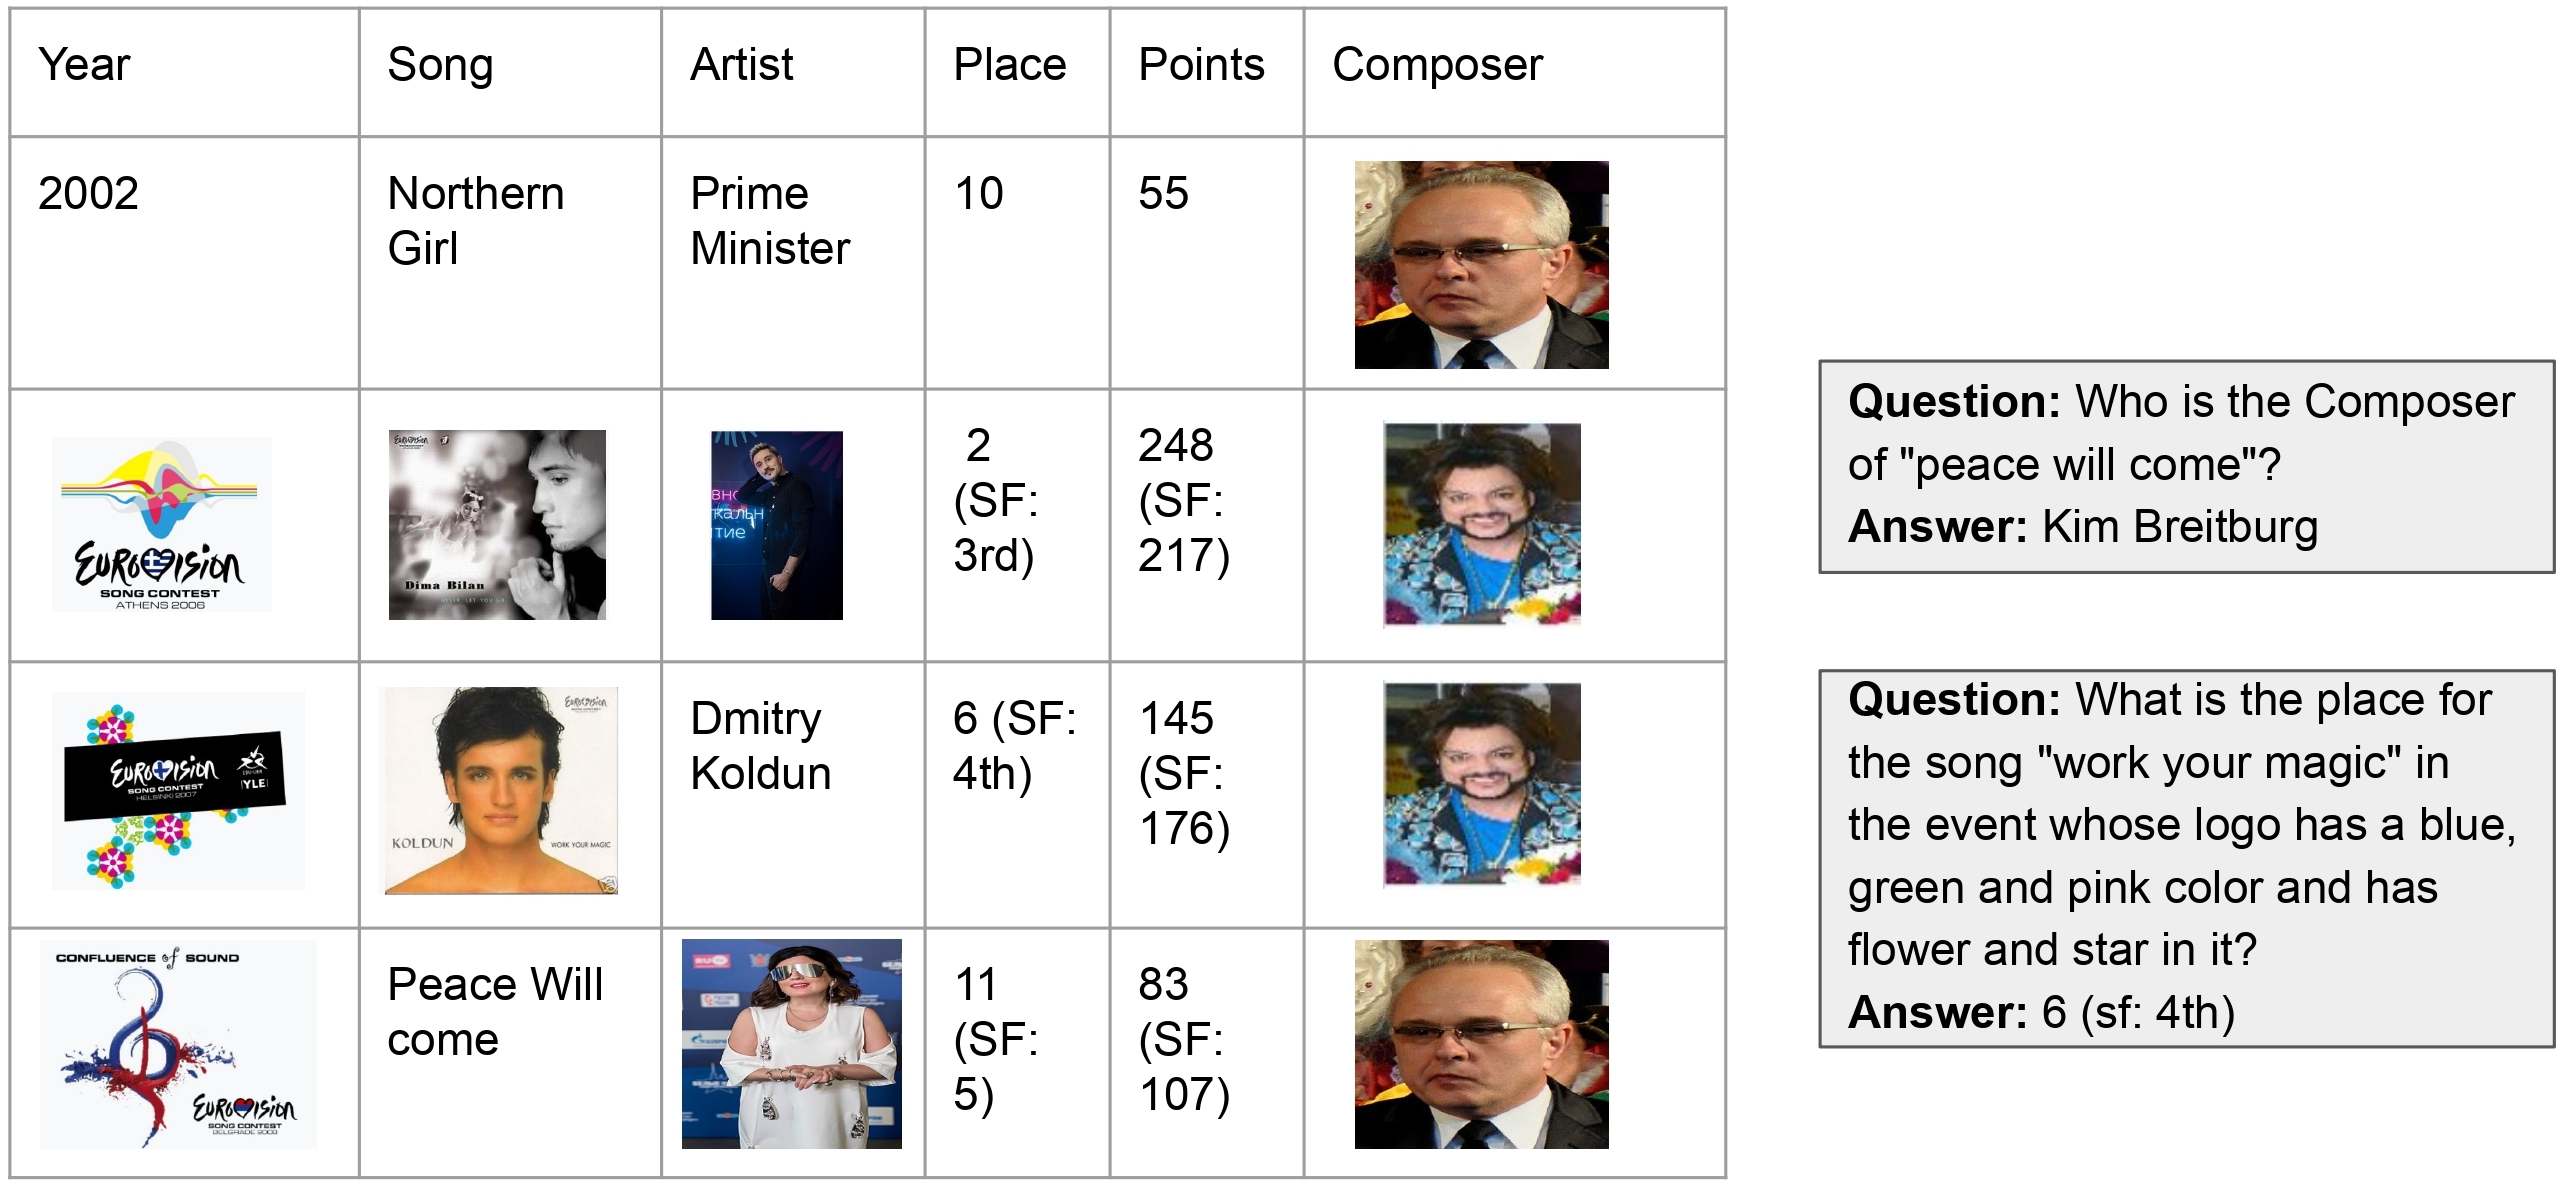 Year
Song
Artist
Place
Points
Composer
2002
Northern
Girl
Prime
Minister
10
55
EUROVISION
SONG CONTEST
ATHENS 2006
EUROVISION
Dima Bilan
NEVER LET YOU GO
вно
кальн
тие
2
(SF:
3rd)
248
(SF:
217)
EUROVISION
SONG CONTEST
HELSINKI 2007
YLE
EUROVISION
KOLDUN
WORK YOUR MAGIC
Dmitry
Koldun
6 (SF:
4th)
145
(SF:
176)
CONFLUENCE of SOUND
EUROVISION
SONG CONTEST
BELGRADE 2008
Peace Will
come
11
(SF:
5)
83
(SF:
107)
Question: Who is the Composer
of "peace will come"?
Answer: Kim Breitburg
Question: What is the place for
the song "work your magic" in
the event whose logo has a blue,
green and pink color and has
flower and star in it?
Answer: 6 (sf: 4th)